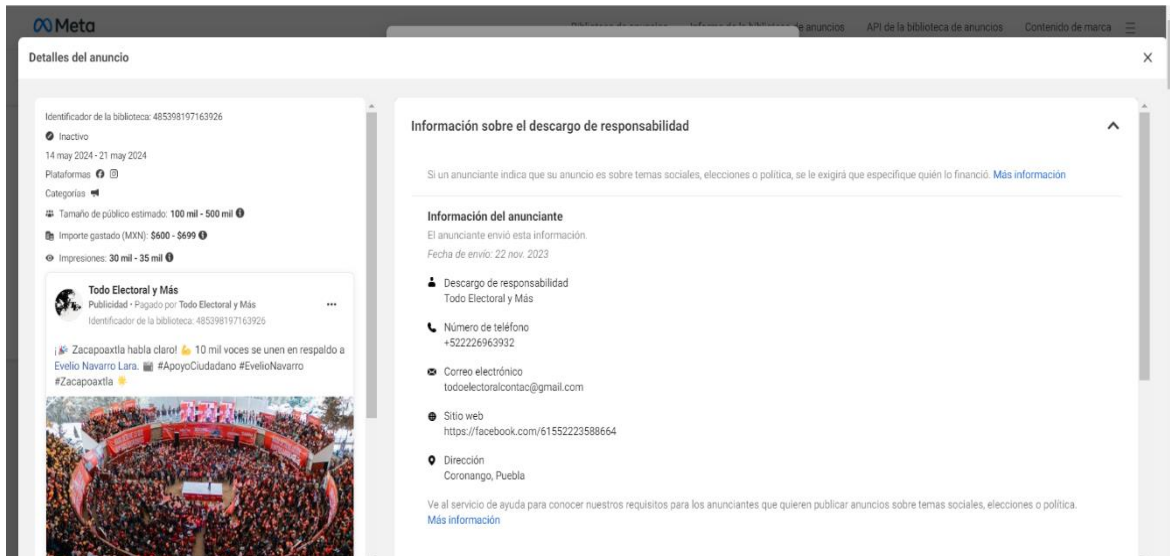 Meta
Biblioteca de anuncios
Informe de la biblioteca de anuncios
API de la biblioteca de anuncios
Contenido de marca
Detalles del anuncio
Identificador de la biblioteca: 485398197163926
Inactivo
14 may 2024 - 21 may 2024
Plataformas
Categorías
Tamaño de público estimado: 100 mil - 500 mil
Importe gastado (MXN): $600 - $699
Impresiones: 30 mil - 35 mil
Todo Electoral y Más
Publicidad • Pagado por Todo Electoral y Más
Identificador de la biblioteca: 485398197163926
¡🎉 Zacapoaxtla habla claro! 💪 10 mil voces se unen en respaldo a
Evelio Navarro Lara. 🗳 #ApoyoCiudadano #EvelioNavarro
#Zacapoaxtla ☀
Información sobre el descargo de responsabilidad
Si un anunciante indica que su anuncio es sobre temas sociales, elecciones o política, se le exigirá que especifique quién lo financió. Más información
Información del anunciante
El anunciante envió esta información.
Fecha de envío: 22 nov. 2023
Descargo de responsabilidad
Todo Electoral y Más
Número de teléfono
+522226963932
Correo electrónico
todoelectoralcontac@gmail.com
Sitio web
https://facebook.com/61552223588664
Dirección
Coronango, Puebla
Ve al servicio de ayuda para conocer nuestros requisitos para los anunciantes que quieren publicar anuncios sobre temas sociales, elecciones o política.
Más información